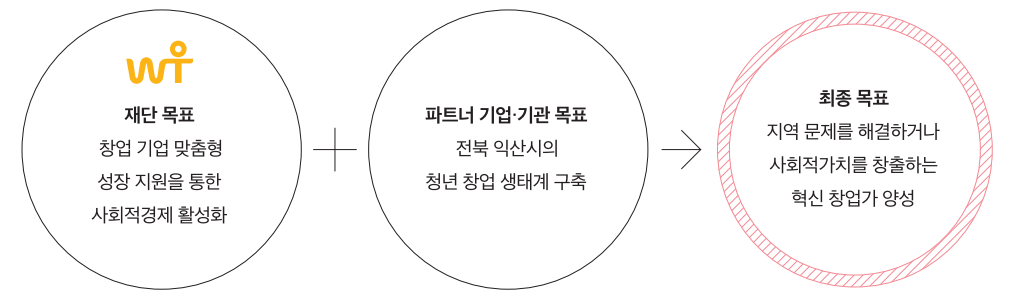 재단 목표
창업 기업 맞춤형
성장 지원을 통한
사회적경제 활성화
파트너 기업·기관 목표
전북 익산시의
청년 창업 생태계 구축
최종 목표
지역 문제를 해결하거나
사회적가치를 창출하는
혁신 창업가 양성